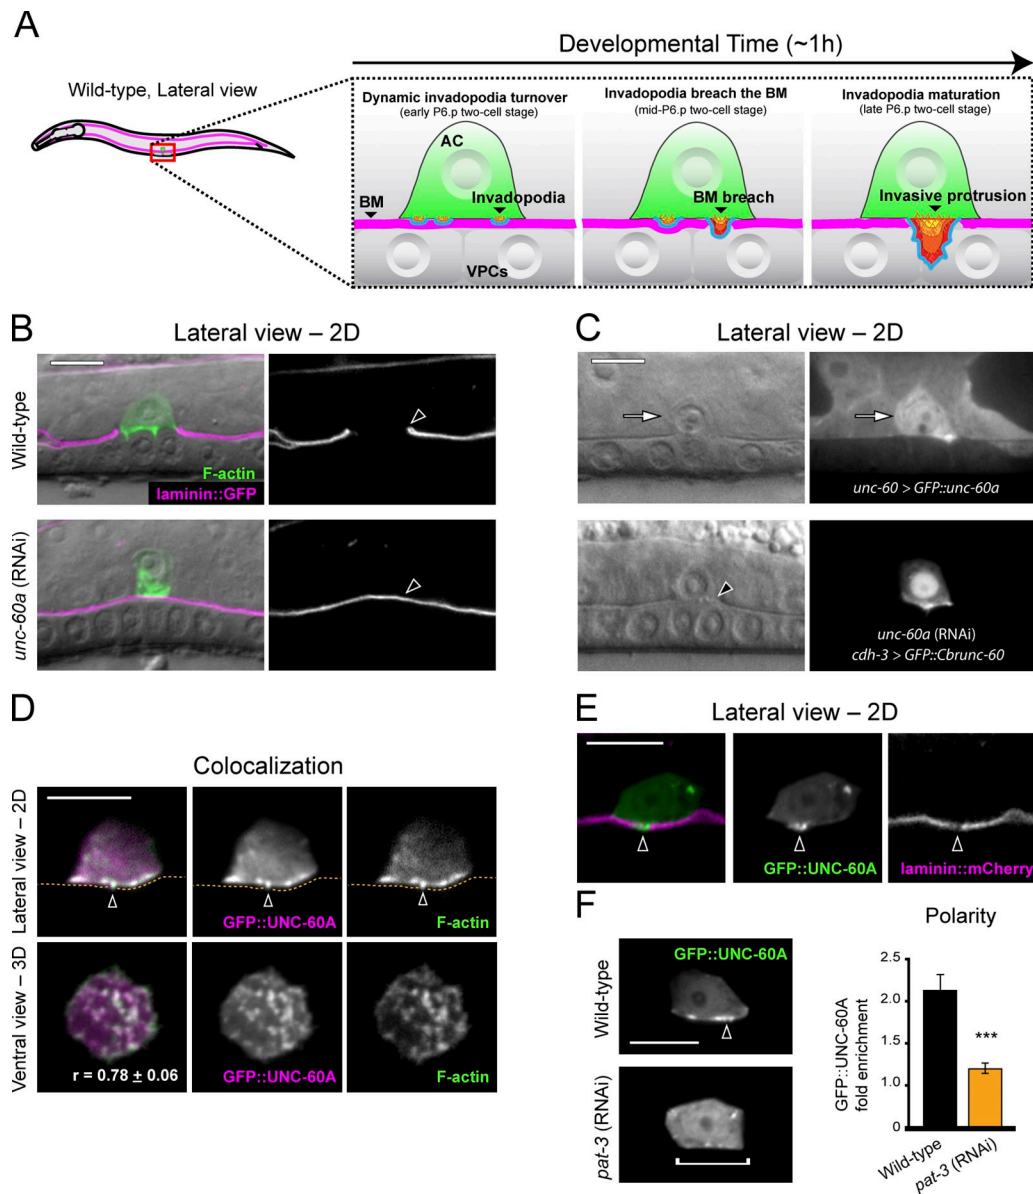 A
Developmental Time (~1h)
Wild-type, Lateral view
Dynamic invadopodia turnover
(early P6.p two-cell stage)
AC
BM
Invadopodia
VPCs
Invadopodia breach the BM
(mid-P6.p two-cell stage)
BM breach
Invadopodia maturation
(late P6.p two-cell stage)
Invasive protrusion
B
Lateral view – 2D
Wild-type
F-actin
laminin::GFP
unc-60a (RNAi)
C
Lateral view – 2D
unc-60 > GFP::unc-60a
unc-60a (RNAi)
cdh-3 > GFP::Cbrunc-60
D
Colocalization
Lateral view – 2D
GFP::UNC-60A
F-actin
Ventral view – 3D
r = 0.78 ± 0.06
GFP::UNC-60A
F-actin
E
Lateral view – 2D
GFP::UNC-60A
laminin::mCherry
F
Wild-type
GFP::UNC-60A
pat-3 (RNAi)
Polarity
GFP::UNC-60A
fold enrichment
2.5
2.0
1.5
1.0
0.5
0
***
Wild-type
pat-3 (RNAi)